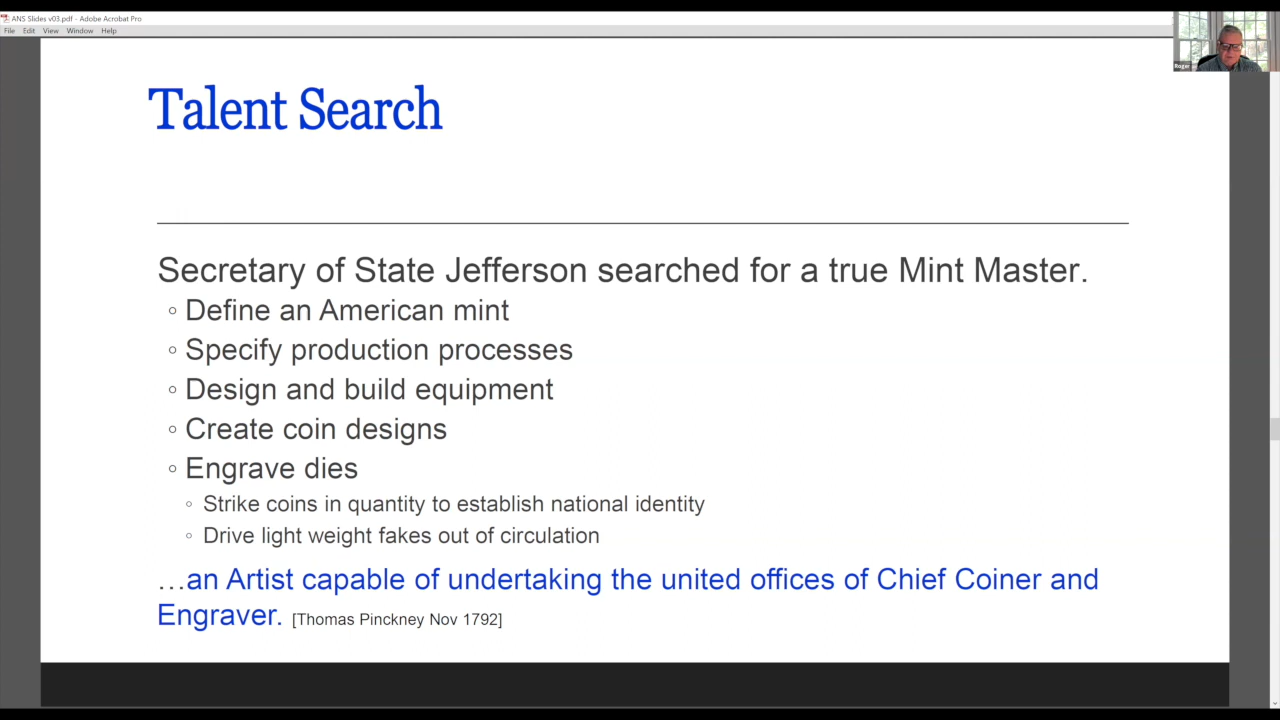 ANS Slides v03.pdf - Adobe Acrobat Pro
File Edit View Window Help
Roger
Talent Search
Secretary of State Jefferson searched for a true Mint Master.
◦ Define an American mint
◦ Specify production processes
◦ Design and build equipment
◦ Create coin designs
◦ Engrave dies
◦ Strike coins in quantity to establish national identity
◦ Drive light weight fakes out of circulation
…an Artist capable of undertaking the united offices of Chief Coiner and
Engraver. [Thomas Pinckney Nov 1792]